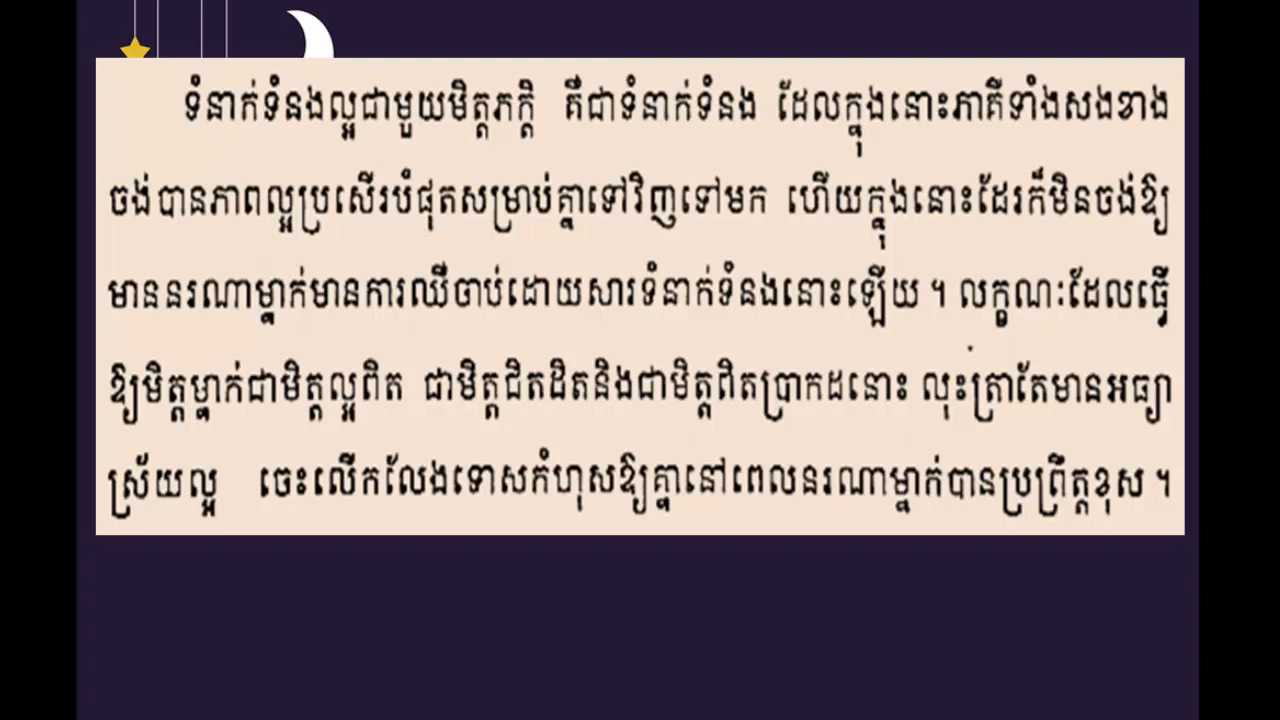 ទំនាក់ទំនងល្អជាមួយមិត្តភក្តិ គឺជាទំនាក់ទំនង ដែលក្នុងនោះភាគីទាំងសងខាង
ចង់បានភាពល្អប្រសើរបំផុតសម្រាប់គ្នាទៅវិញទៅមក ហើយក្នុងនោះដែរក៏មិនចង់ឱ្យ
មាននរណាម្នាក់មានការឈឺចាប់ដោយសារទំនាក់ទំនងនោះឡើយ ។ លក្ខណៈដែលធ្វើ
ឱ្យមិត្តម្នាក់ជាមិត្តល្អពិត ជាមិត្តជិតដិតនិងជាមិត្តពិតប្រាកដនោះ លុះត្រាតែមានអធ្យា
ស្រ័យល្អ ចេះលើកលែងទោសកំហុសឱ្យគ្នានៅពេលនរណាម្នាក់បានប្រព្រឹត្តខុស ។